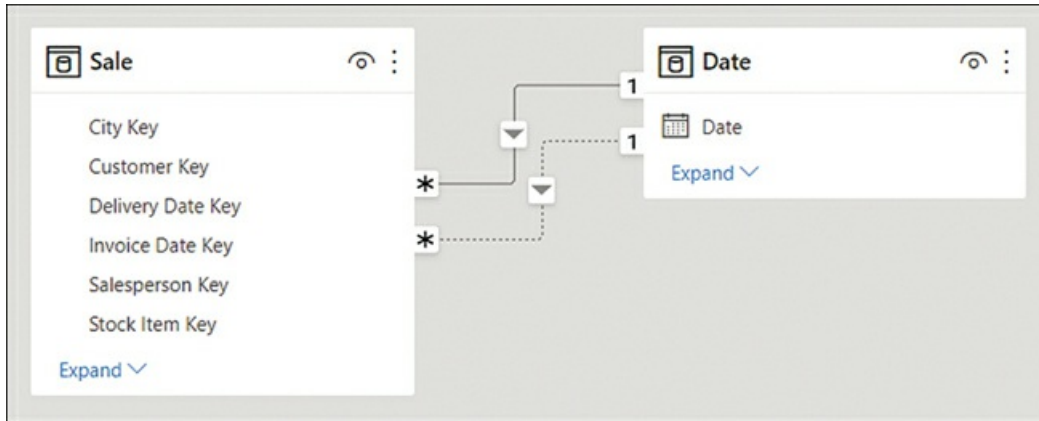 Sale
City Key
Customer Key
Delivery Date Key
Invoice Date Key
Salesperson Key
Stock Item Key
Expand
*
*
1
1
Date
Date
Expand